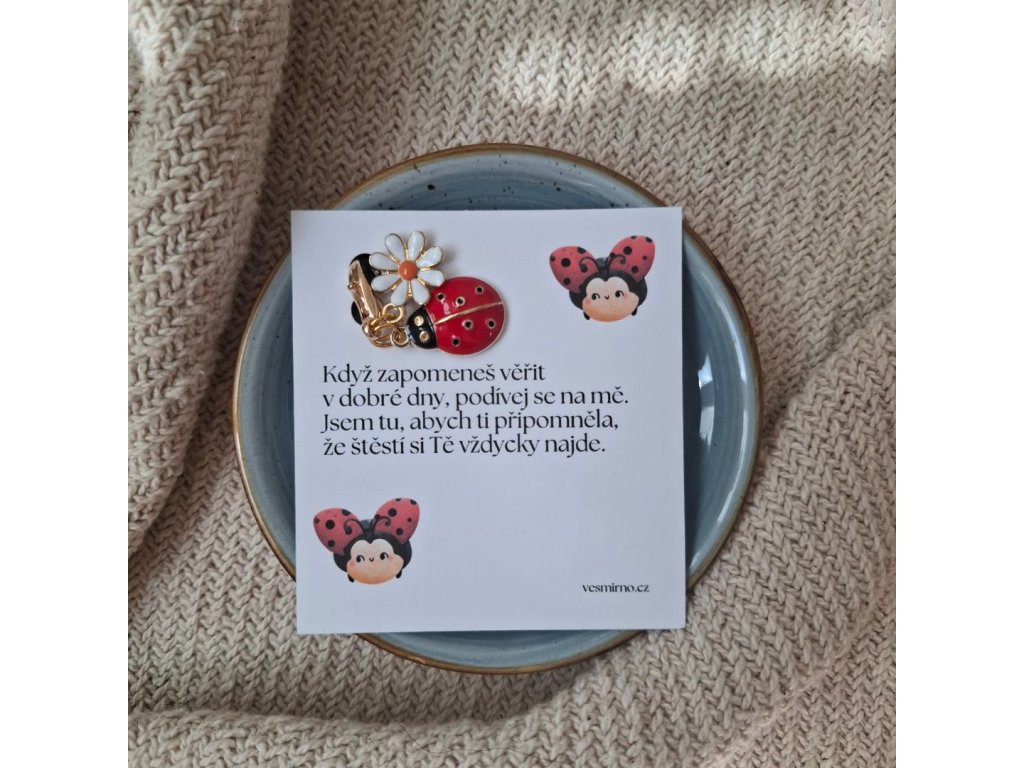 Když zapomeneš věřit
v dobré dny, podívej se na mě.
Jsem tu, abych ti připomněla,
že štěstí si Tě vždycky najde.
vesmirno.cz